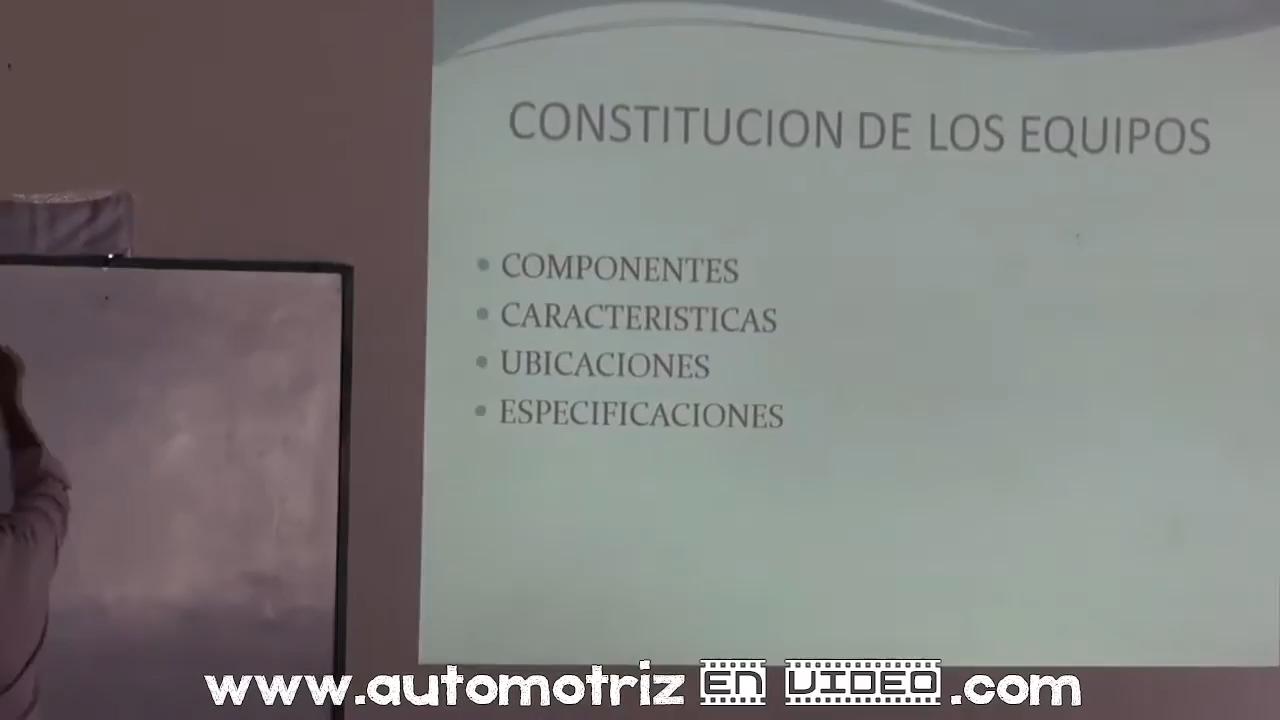 CONSTITUCION DE LOS EQUIPOS
• COMPONENTES
• CARACTERISTICAS
• UBICACIONES
• ESPECIFICACIONES
www.automotriz EN VIDEO .com